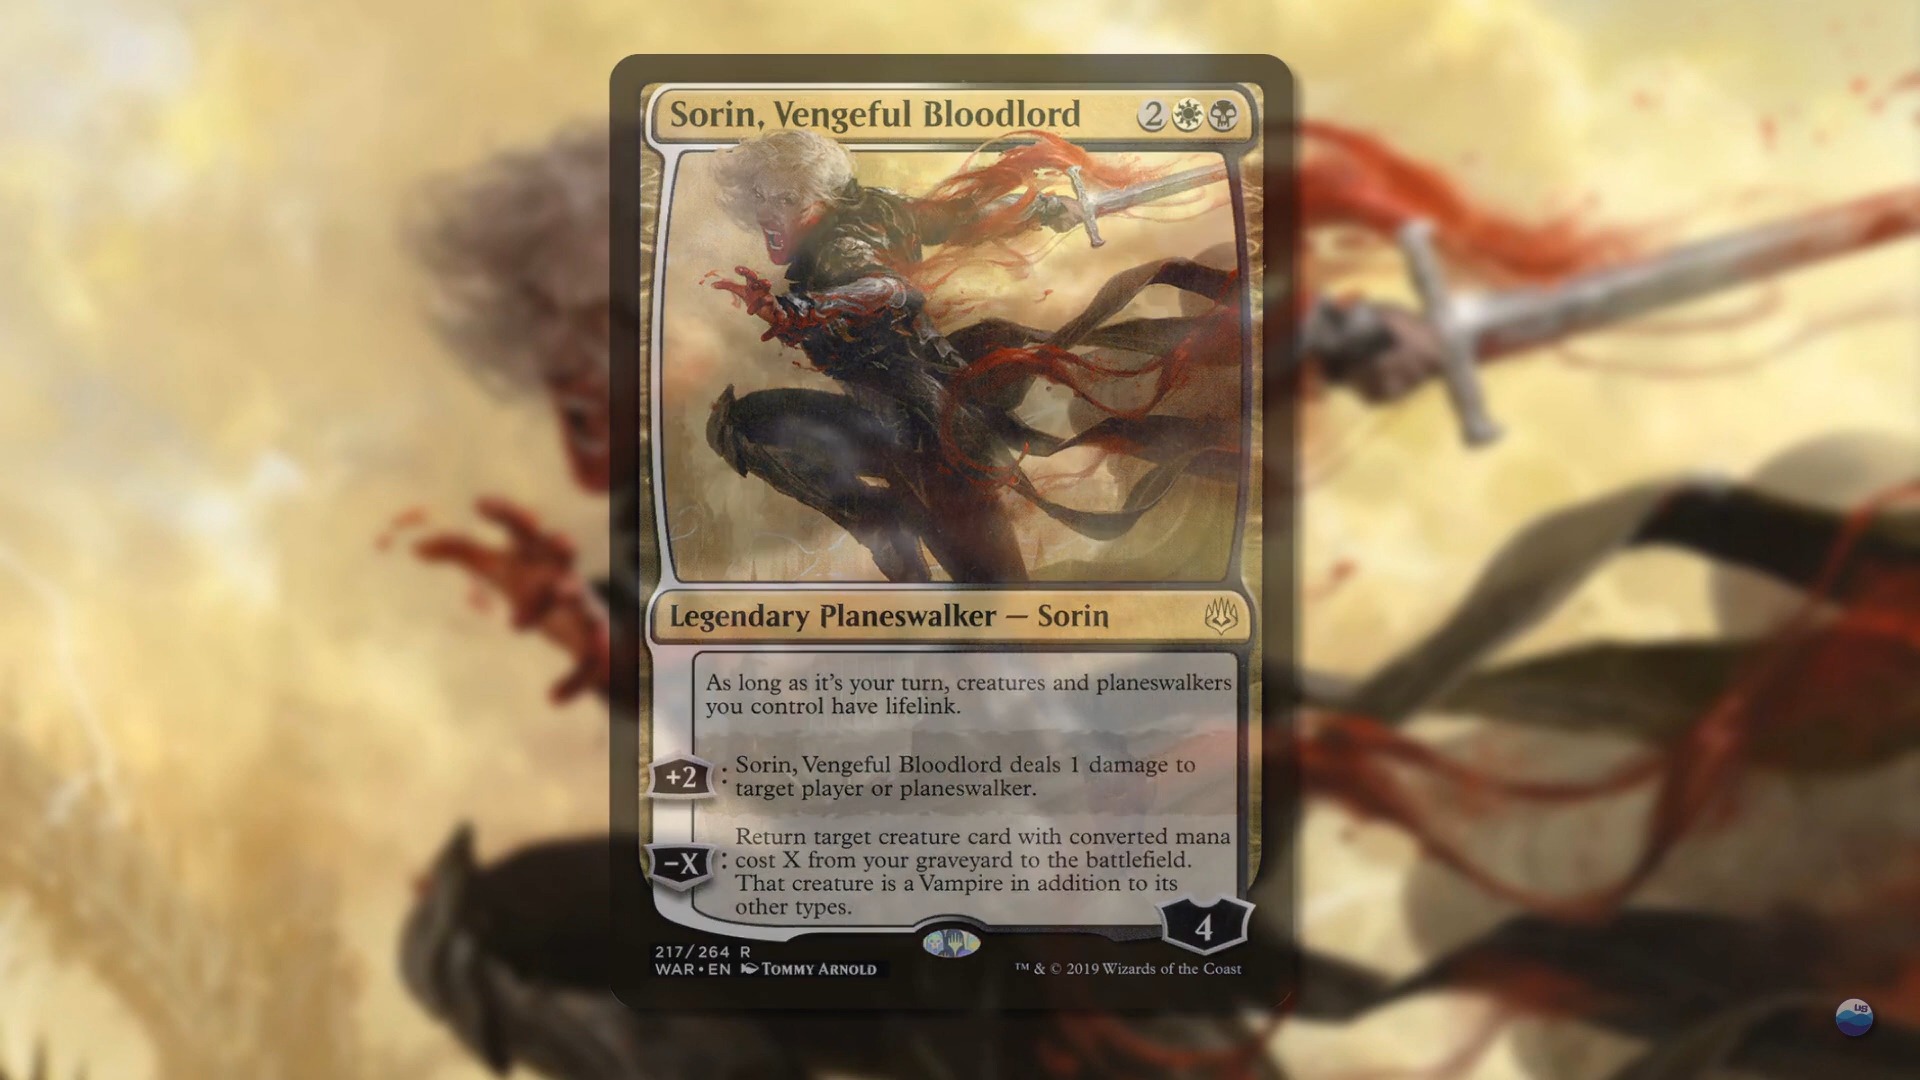 Sorin, Vengeful Bloodlord 2
Legendary Planeswalker — Sorin
As long as it's your turn, creatures and planeswalkers
you control have lifelink.
+2 : Sorin, Vengeful Bloodlord deals 1 damage to
target player or planeswalker.
Return target creature card with converted mana
−X : cost X from your graveyard to the battlefield.
That creature is a Vampire in addition to its
other types.
4
217/264 R
WAR • EN TOMMY ARNOLD
™ & © 2019 Wizards of the Coast